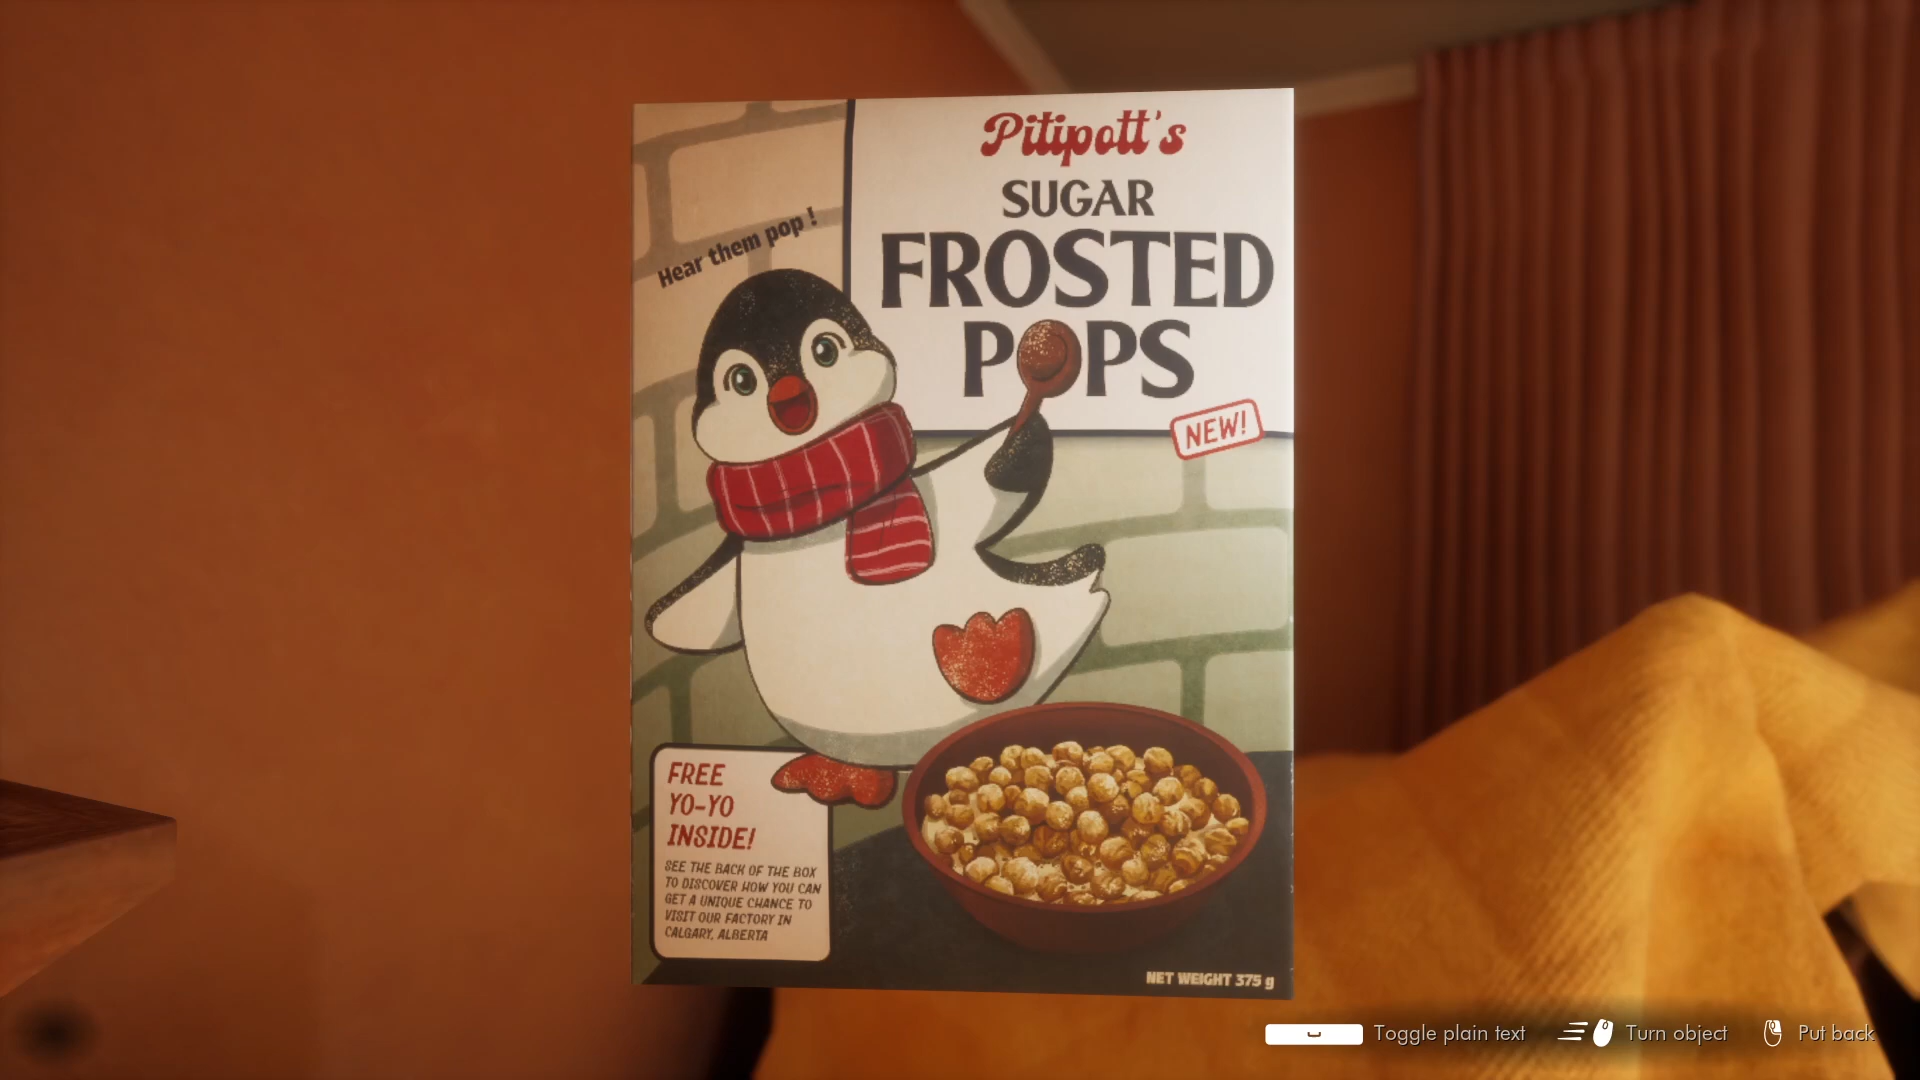 Pitipott's
SUGAR
FROSTED
POPS
Hear them pop !
NEW!
FREE
YO-YO
INSIDE!
SEE THE BACK OF THE BOX
TO DISCOVER HOW YOU CAN
GET A UNIQUE CHANCE TO
VISIT OUR FACTORY IN
CALGARY, ALBERTA
NET WEIGHT 375 g
Toggle plain text
Turn object
Put back